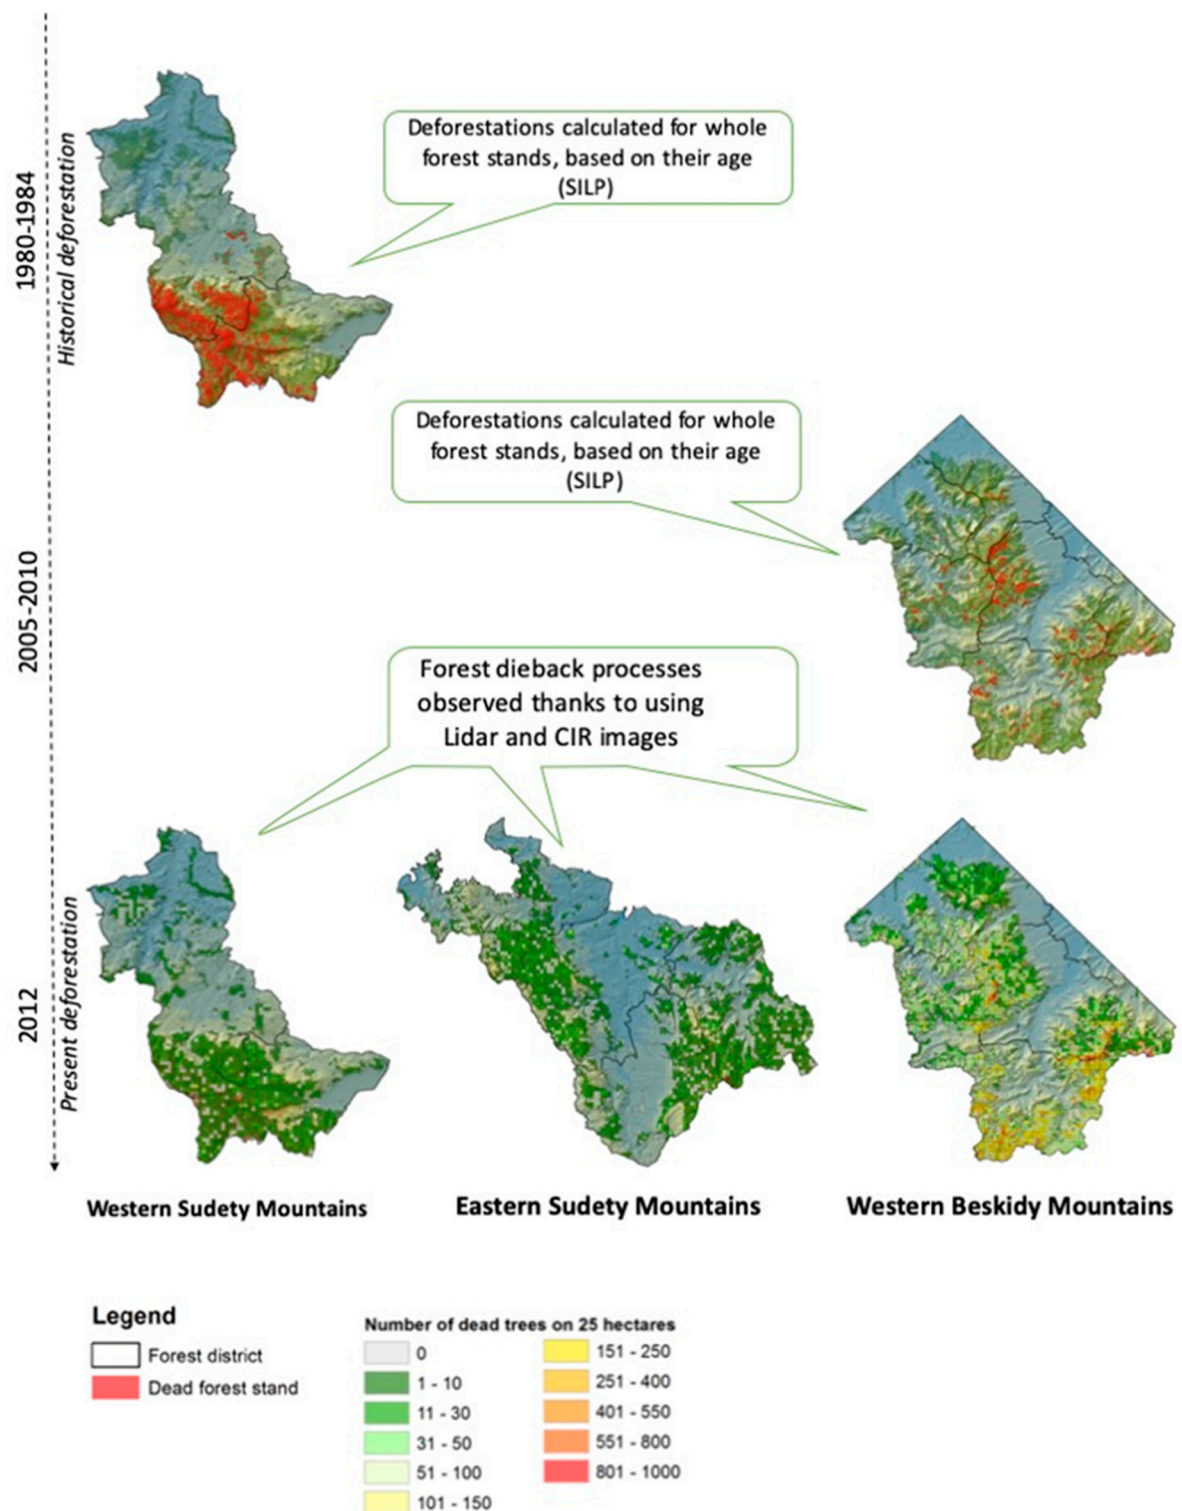 1980-1984
Historical deforestation
Deforestations calculated for whole
forest stands, based on their age
(SILP)
2005-2010
Deforestations calculated for whole
forest stands, based on their age
(SILP)
Forest dieback processes
observed thanks to using
Lidar and CIR images
2012
Present deforestation
Western Sudety Mountains
Eastern Sudety Mountains
Western Beskidy Mountains
Legend
Forest district
Dead forest stand
Number of dead trees on 25 hectares
0
1 - 10
11 - 30
31 - 50
51 - 100
101 - 150
151 - 250
251 - 400
401 - 550
551 - 800
801 - 1000